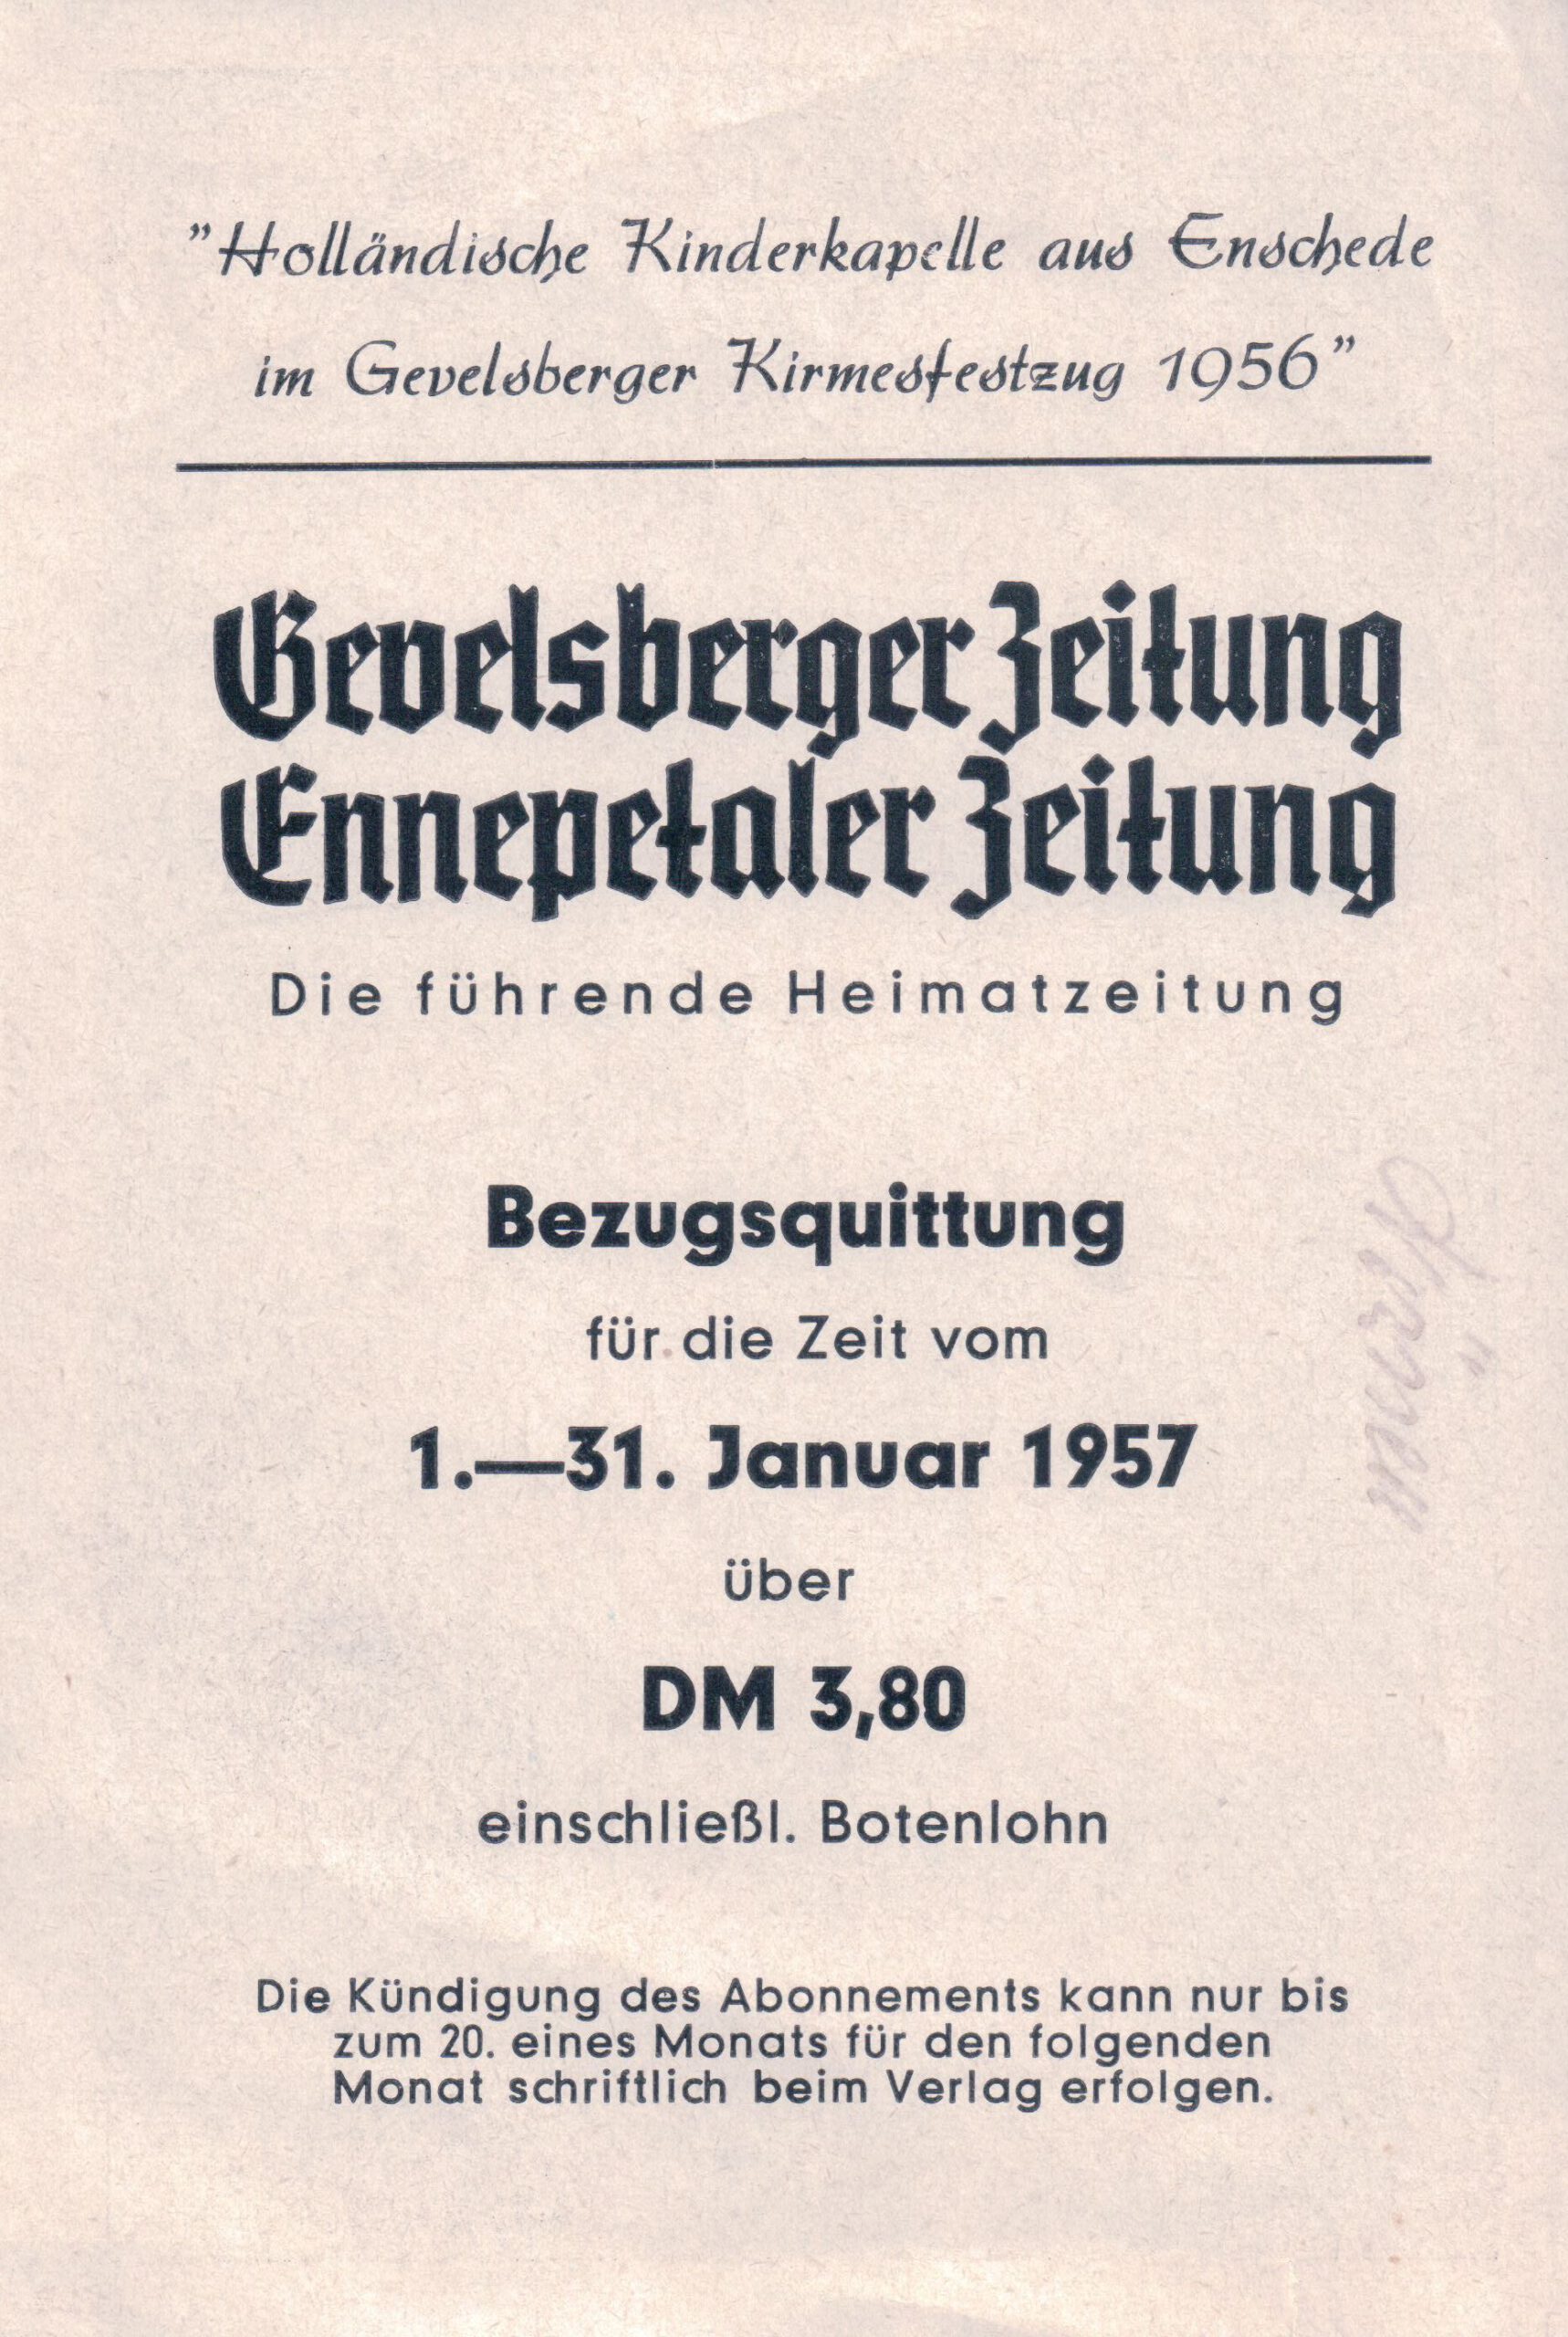 "Holländische Kinderkapelle aus Enschede
im Gevelsberger Kirmesfestzug 1956"
Gevelsberger Zeitung
Ennepetaler Zeitung
Die führende Heimatzeitung
Bezugsquittung
für die Zeit vom
1.—31. Januar 1957
über
DM 3,80
einschließl. Botenlohn
Die Kündigung des Abonnements kann nur bis
zum 20. eines Monats für den folgenden
Monat schriftlich beim Verlag erfolgen.